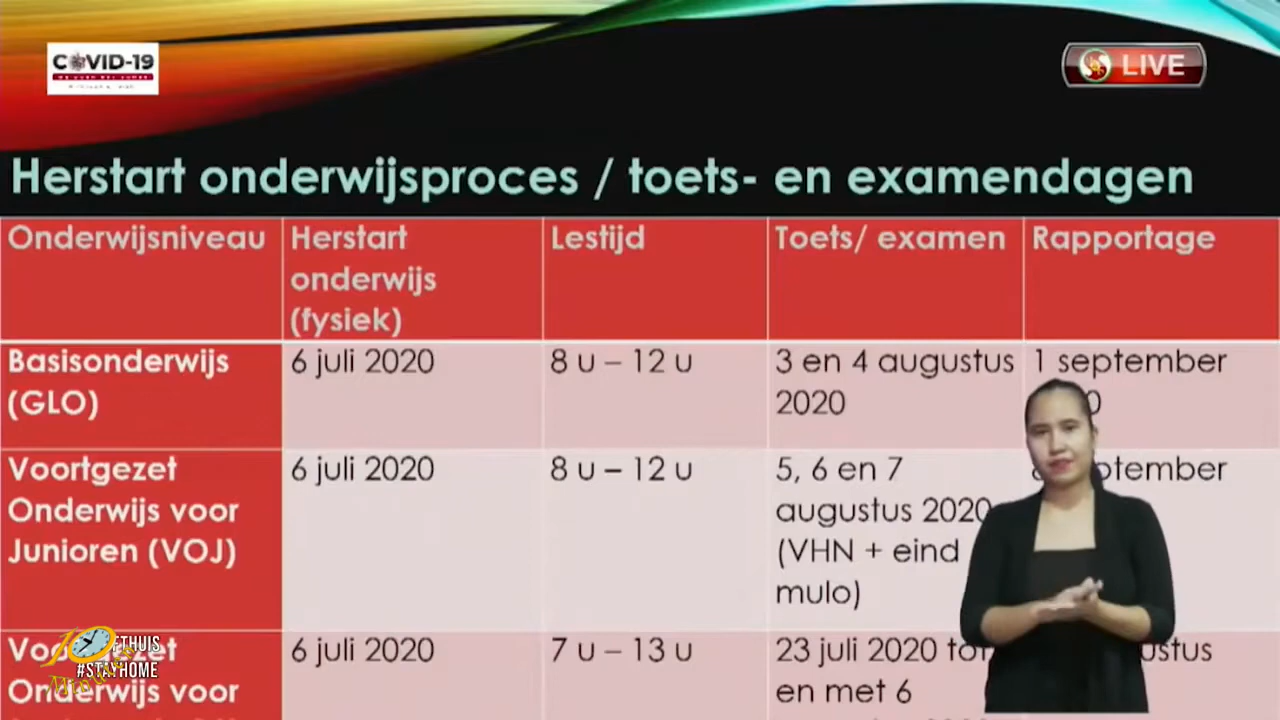 COVID-19
LIVE
Herstart onderwijsproces / toets- en examendagen
Onderwijsniveau
Herstart
onderwijs
(fysiek)
Lestijd
Toets/ examen
Rapportage
Basisonderwijs
(GLO)
6 juli 2020
8 u – 12 u
3 en 4 augustus
2020
1 september
Voortgezet
Onderwijs voor
Junioren (VOJ)
6 juli 2020
8 u – 12 u
5, 6 en 7
augustus 2020
(VHN + eind
mulo)
Onderwijs voor
6 juli 2020
7 u – 13 u
23 juli 2020 tot
en met 6
10
Minuten
#STAYHOME